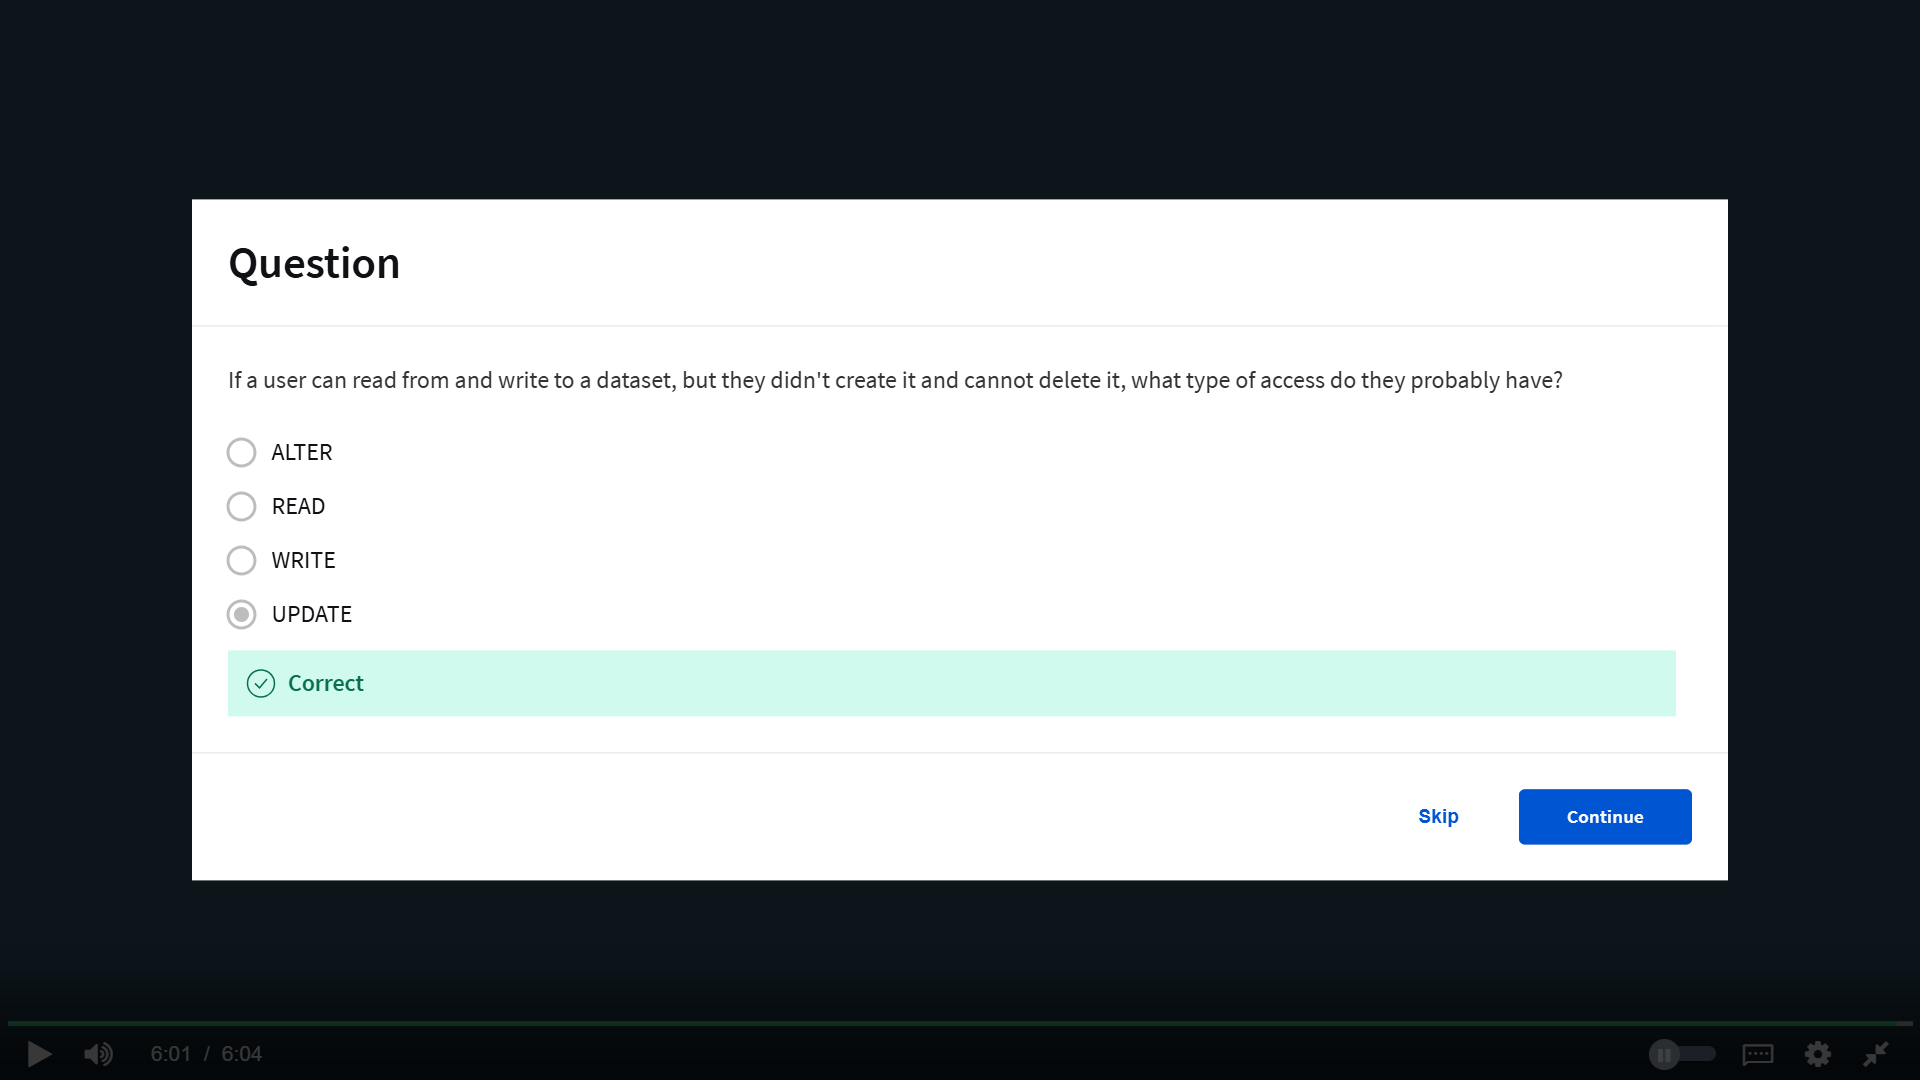 Question
If a user can read from and write to a dataset, but they didn't create it and cannot delete it, what type of access do they probably have?
ALTER
READ
WRITE
UPDATE
Correct
Skip
Continue
6:01 / 6:04